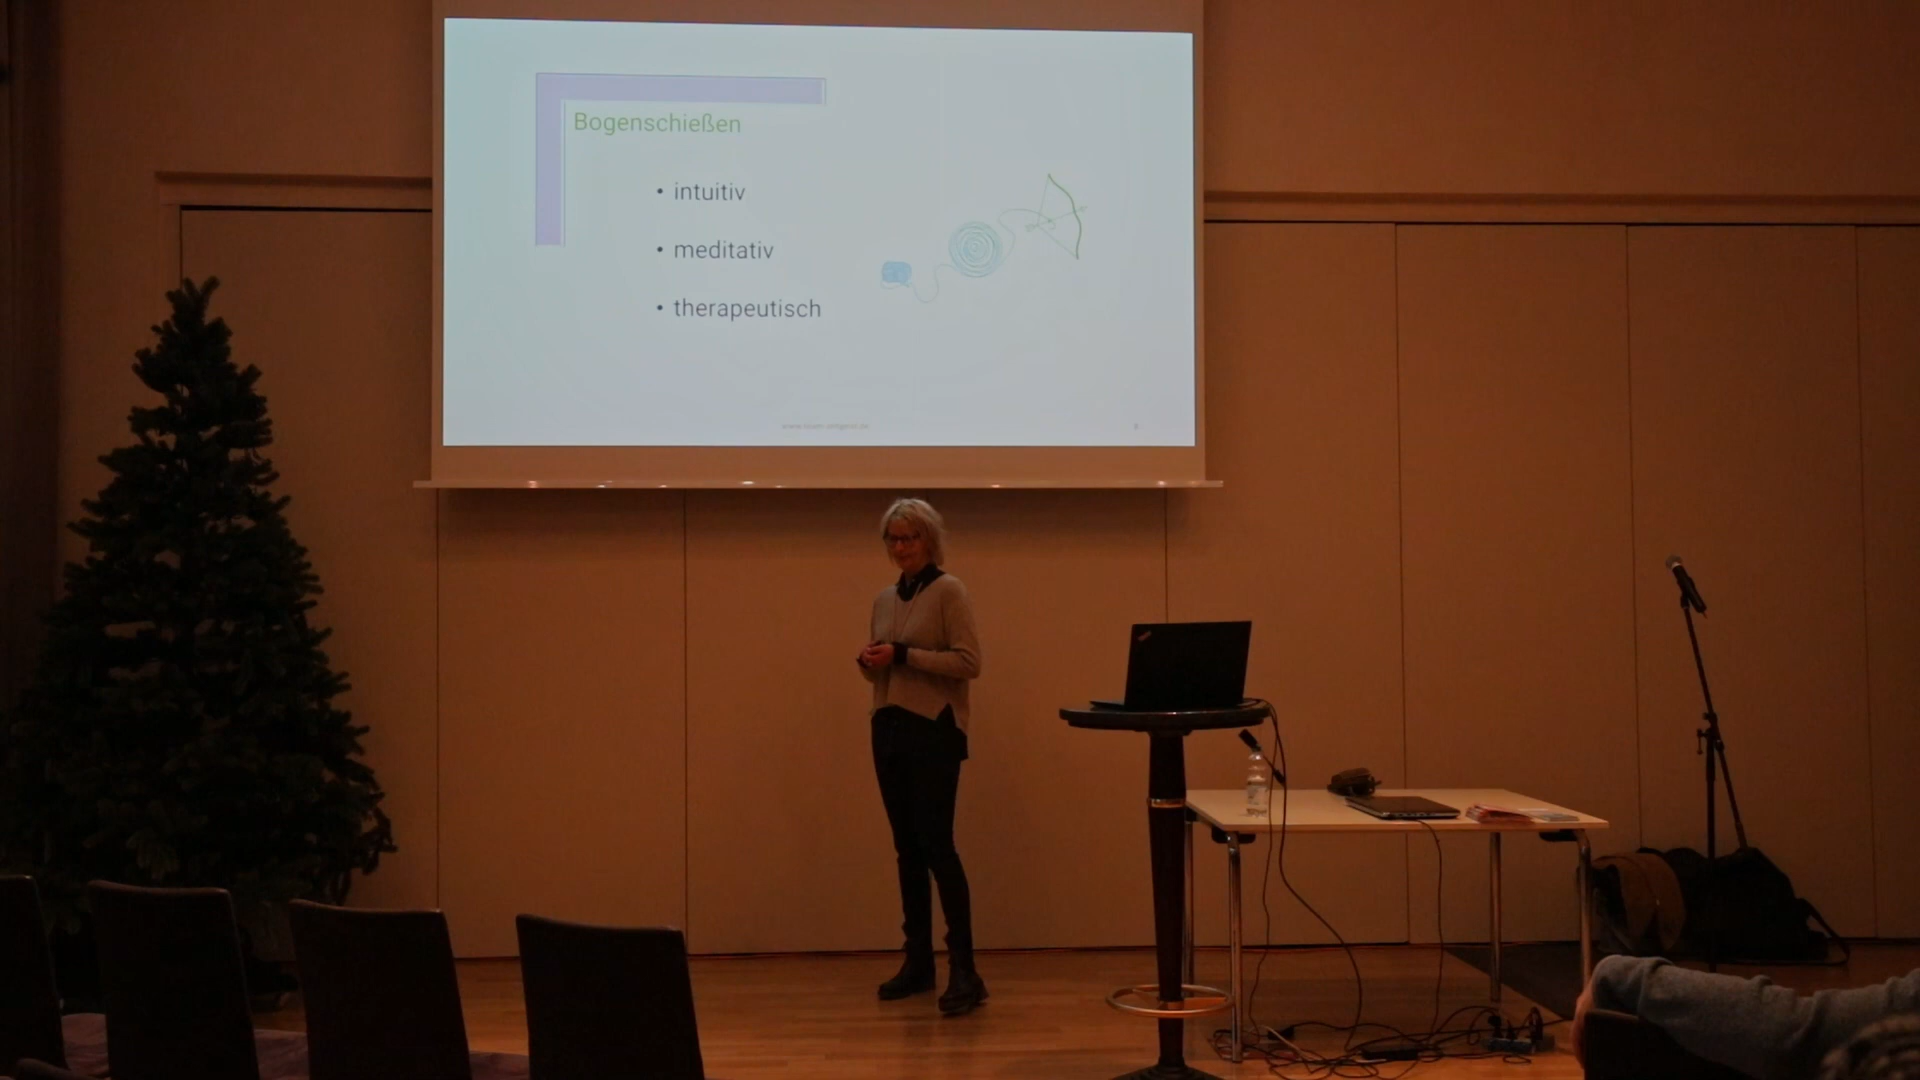 Bogenschießen
• intuitiv
• meditativ
• therapeutisch